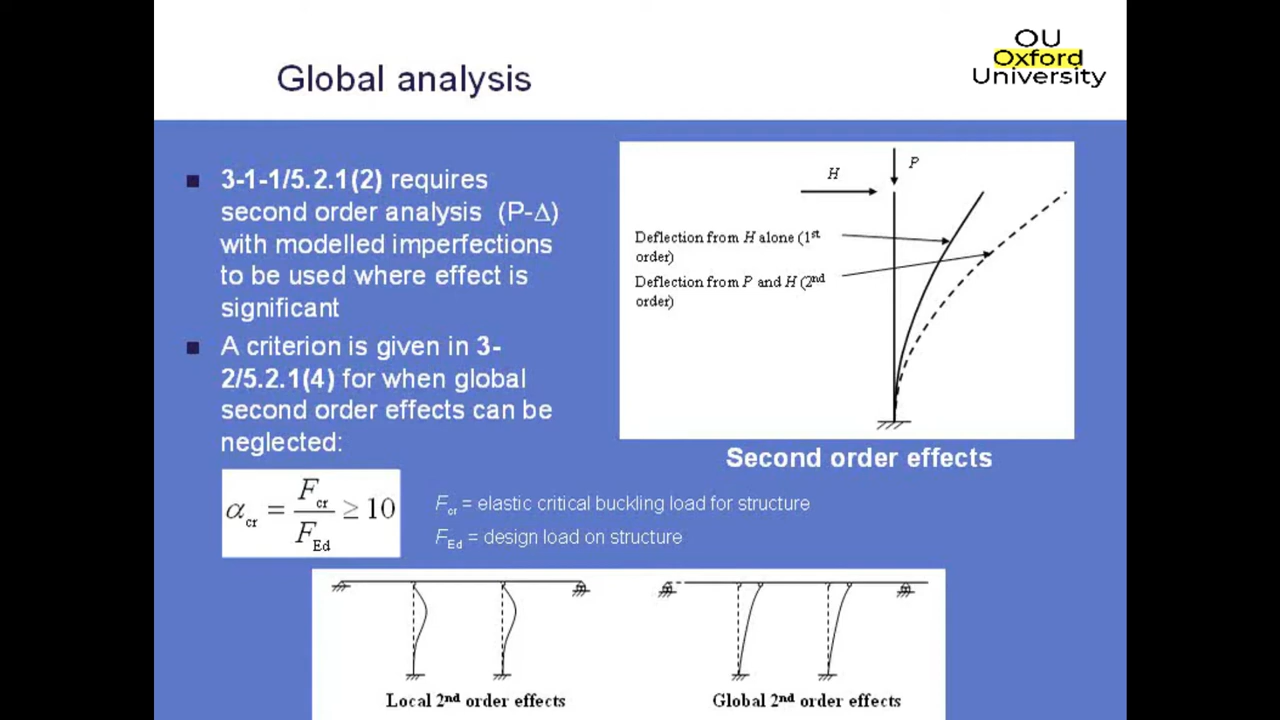 Global analysis
OU
Oxford
University
■ 3-1-1/5.2.1(2) requires
second order analysis (P-Δ)
with modelled imperfections
to be used where effect is
significant
■ A criterion is given in 3-
2/5.2.1(4) for when global
second order effects can be
neglected:
α_cr = F_cr / F_Ed ≥ 10
F_cr = elastic critical buckling load for structure
F_Ed = design load on structure
P
H
Deflection from H alone (1st
order)
Deflection from P and H (2nd
order)
Second order effects
Local 2nd order effects
Global 2nd order effects